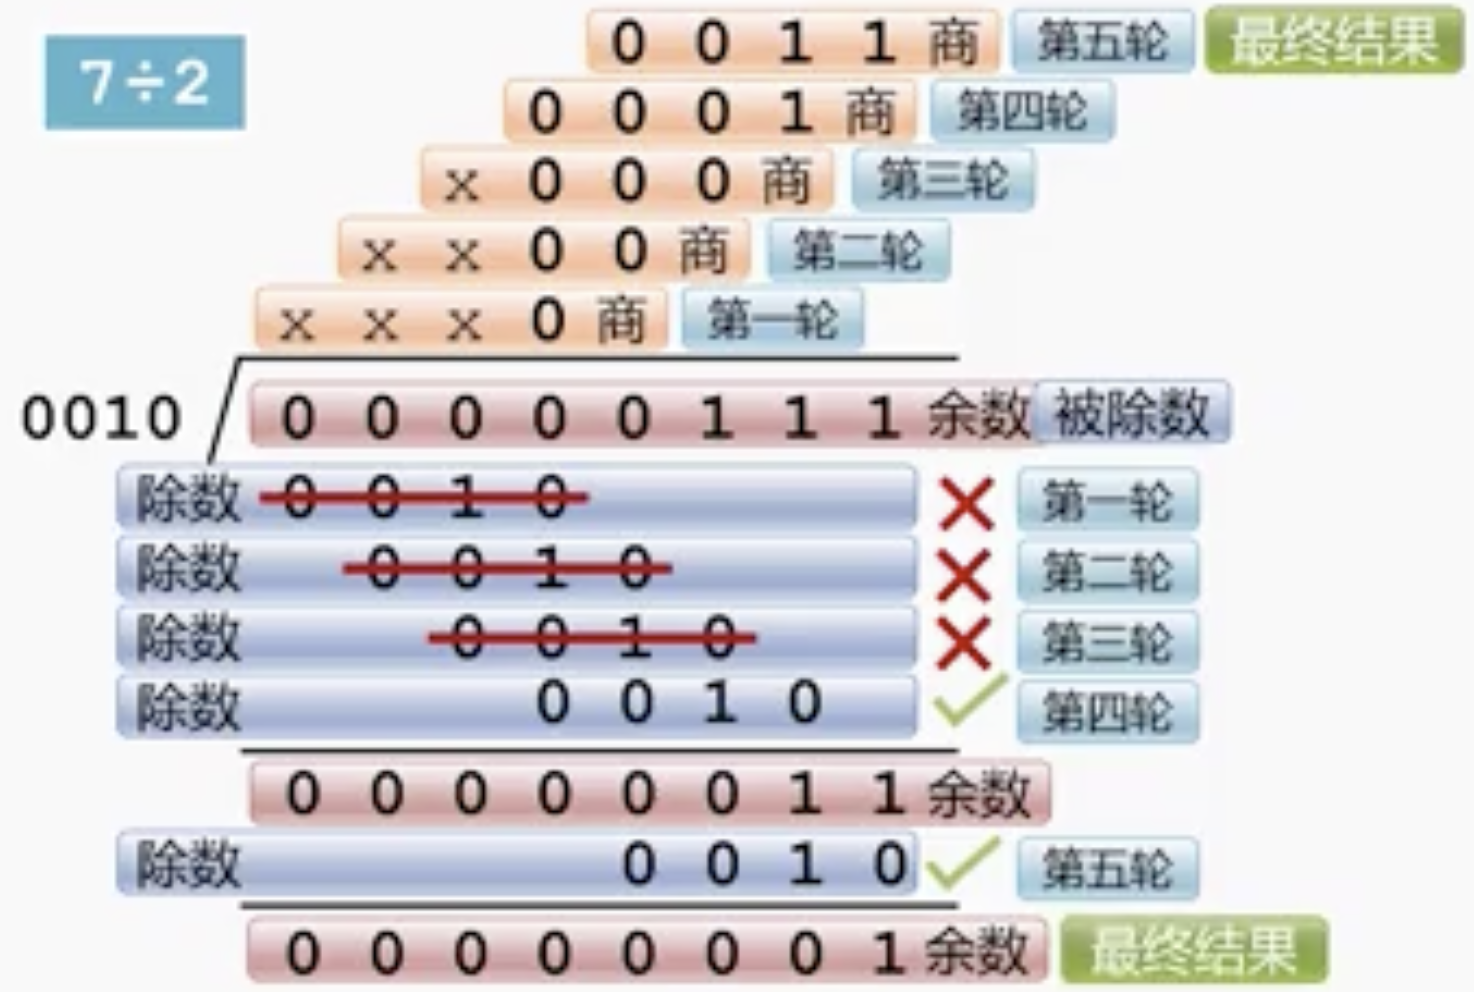 0 0 1 1 商 第五轮 最终结果
7÷2
0 0 0 1 商 第四轮
x 0 0 0 商 第三轮
x x 0 0 商 第二轮
x x x 0 商 第一轮
0010 0 0 0 0 0 1 1 1 余数 被除数
除数 0 0 1 0 第一轮
除数 0 0 1 0 第二轮
除数 0 0 1 0 第三轮
除数 0 0 1 0 第四轮
0 0 0 0 0 0 1 1 余数
除数 0 0 1 0 第五轮
0 0 0 0 0 0 0 1 余数 最终结果